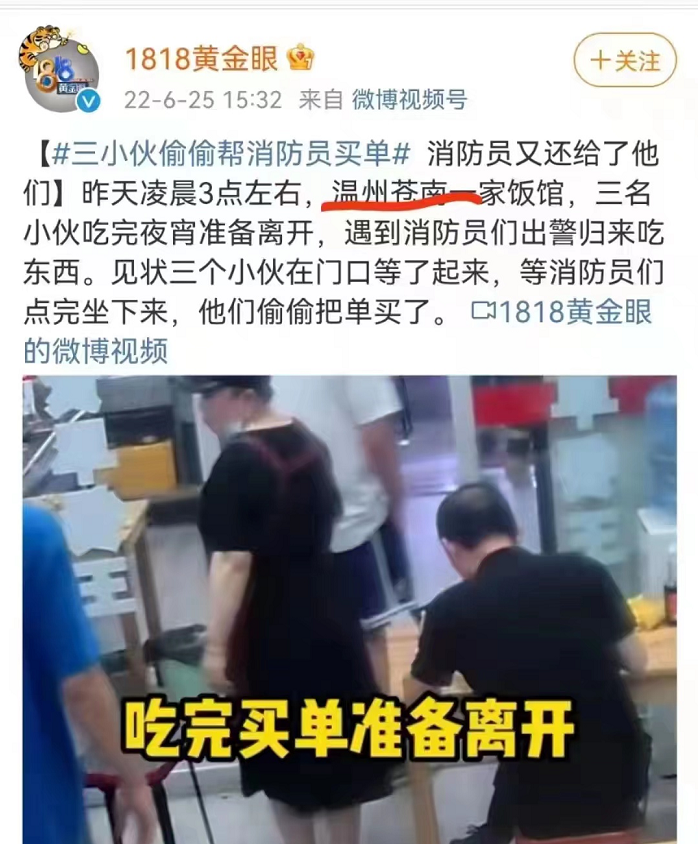 1818黄金眼
+关注
22-6-25 15:32 来自 微博视频号
【#三小伙偷偷帮消防员买单# 消防员又还给了他
们】昨天凌晨3点左右，温州苍南一家饭馆，三名
小伙吃完夜宵准备离开，遇到消防员们出警归来吃
东西。见状三个小伙在门口等了起来，等消防员们
点完坐下来，他们偷偷把单买了。 1818黄金眼
的微博视频
吃完买单准备离开